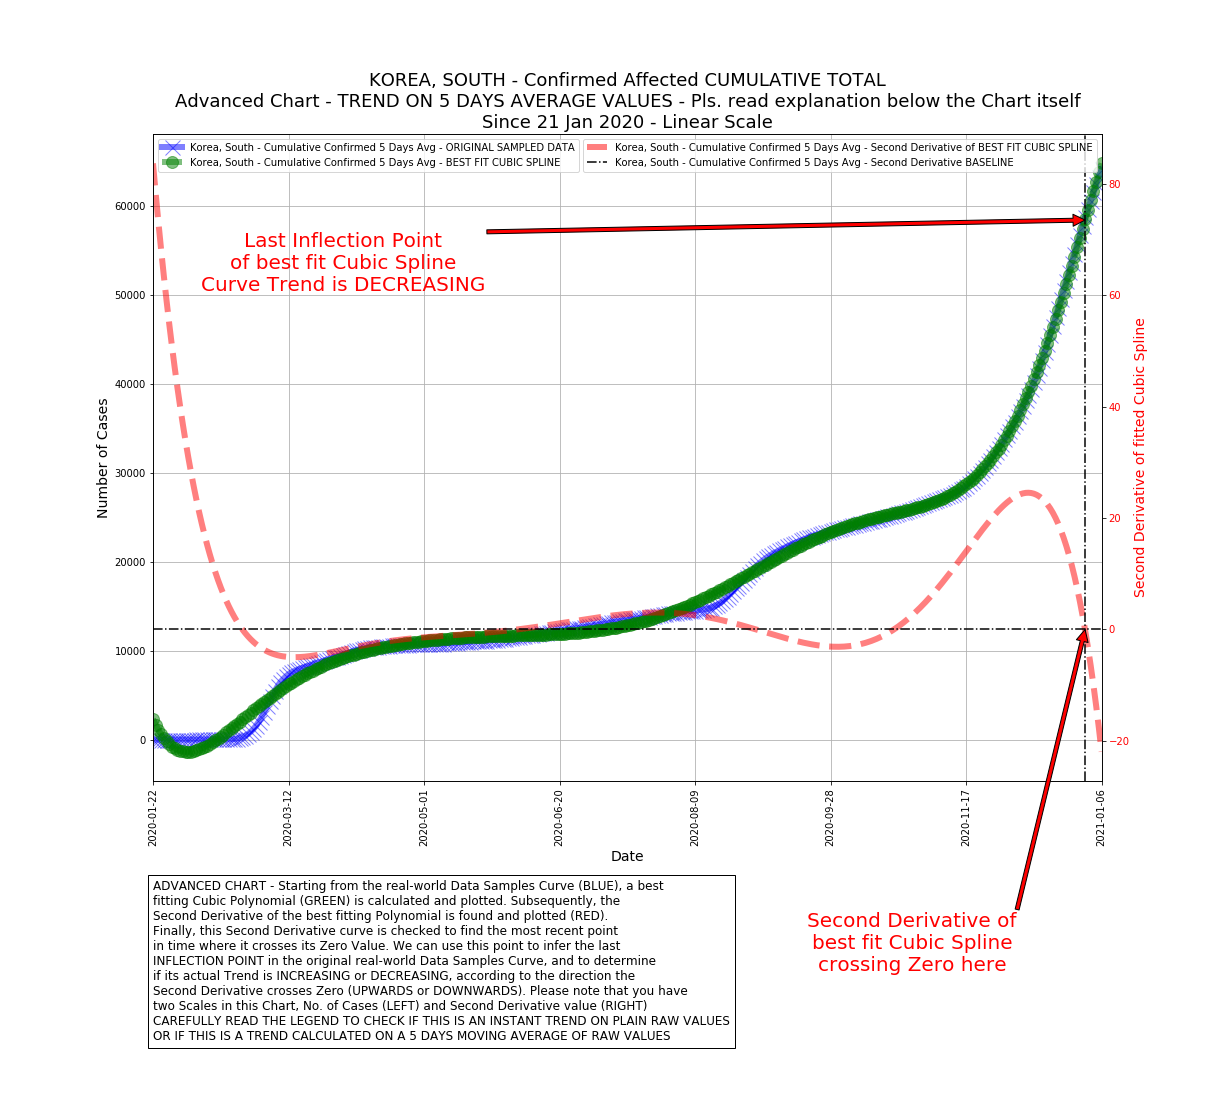 KOREA, SOUTH - Confirmed Affected CUMULATIVE TOTAL
Advanced Chart - TREND ON 5 DAYS AVERAGE VALUES - Pls. read explanation below the Chart itself
Since 21 Jan 2020 - Linear Scale
Korea, South - Cumulative Confirmed 5 Days Avg - ORIGINAL SAMPLED DATA
Korea, South - Cumulative Confirmed 5 Days Avg - BEST FIT CUBIC SPLINE
Korea, South - Cumulative Confirmed 5 Days Avg - Second Derivative of BEST FIT CUBIC SPLINE
Korea, South - Cumulative Confirmed 5 Days Avg - Second Derivative BASELINE
Last Inflection Point
of best fit Cubic Spline
Curve Trend is DECREASING
Number of Cases
60000
50000
40000
30000
20000
10000
0
80
60
40
20
0
−20
Second Derivative of fitted Cubic Spline
2020-01-22
2020-03-12
2020-05-01
2020-06-20
2020-08-09
2020-09-28
2020-11-17
2021-01-06
Date
Second Derivative of
best fit Cubic Spline
crossing Zero here
ADVANCED CHART - Starting from the real-world Data Samples Curve (BLUE), a best
fitting Cubic Polynomial (GREEN) is calculated and plotted. Subsequently, the
Second Derivative of the best fitting Polynomial is found and plotted (RED).
Finally, this Second Derivative curve is checked to find the most recent point
in time where it crosses its Zero Value. We can use this point to infer the last
INFLECTION POINT in the original real-world Data Samples Curve, and to determine
if its actual Trend is INCREASING or DECREASING, according to the direction the
Second Derivative crosses Zero (UPWARDS or DOWNWARDS). Please note that you have
two Scales in this Chart, No. of Cases (LEFT) and Second Derivative value (RIGHT)
CAREFULLY READ THE LEGEND TO CHECK IF THIS IS AN INSTANT TREND ON PLAIN RAW VALUES
OR IF THIS IS A TREND CALCULATED ON A 5 DAYS MOVING AVERAGE OF RAW VALUES